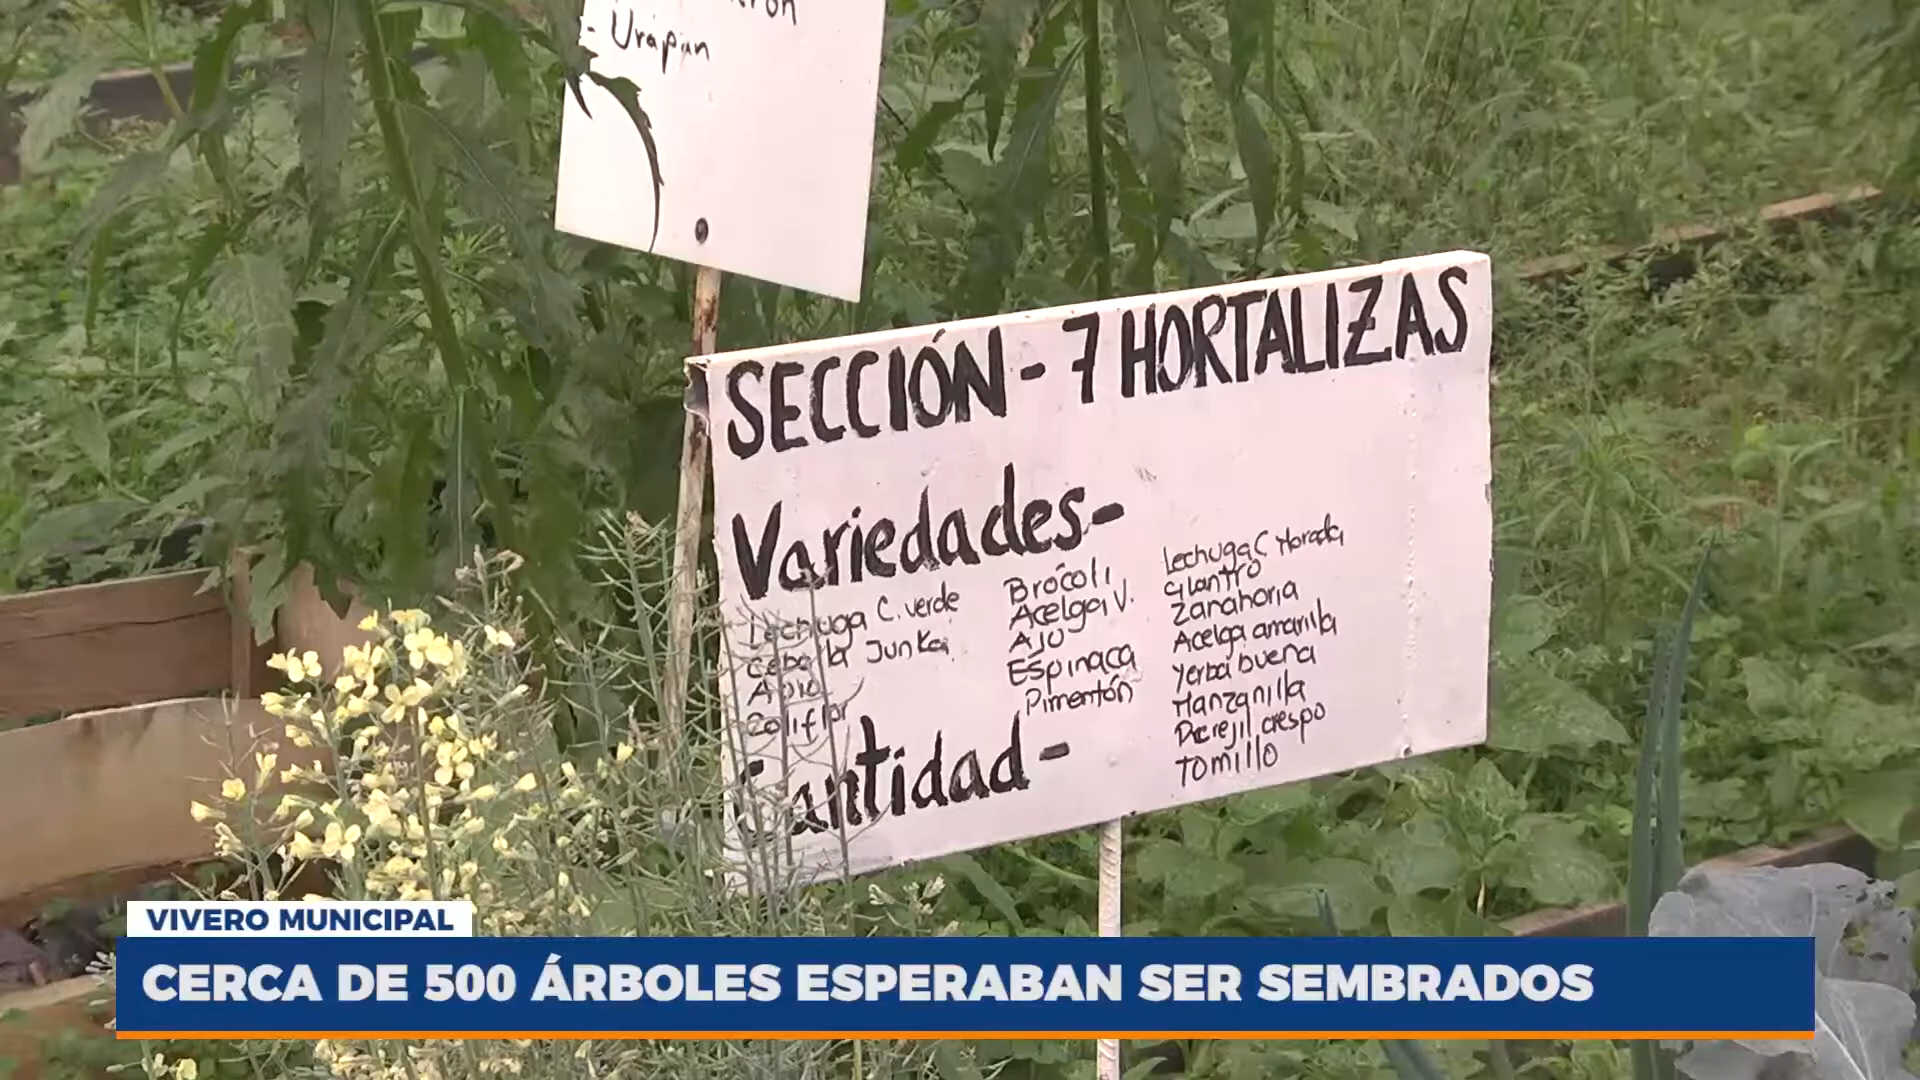 - Urapan
SECCIÓN - 7 HORTALIZAS
Variedades-
Lechuga C. verde
Cebolla Junka
Apio
Coliflor
Brócoli
Acelga V.
Ajo
Espinaca
Pimentón
Lechuga C Morada
Cilantro
Zanahoria
Acelga amarilla
Yerba buena
Manzanilla
Perejil crespo
Tomillo
Cantidad-
VIVERO MUNICIPAL
CERCA DE 500 ÁRBOLES ESPERABAN SER SEMBRADOS